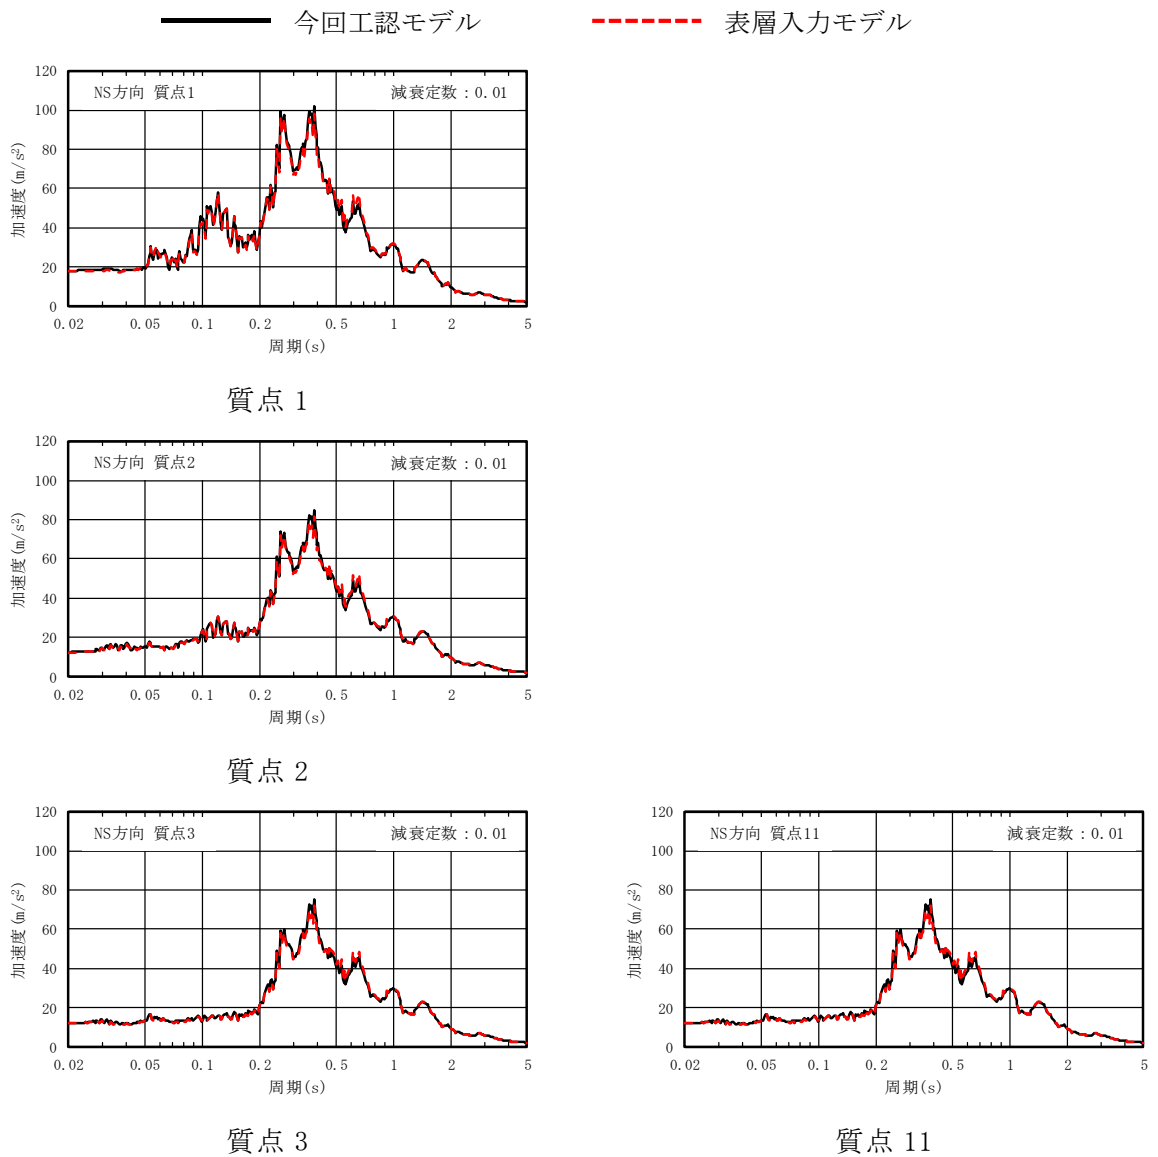 今回工認モデル 表層入力モデル
NS方向 質点1 減衰定数：0.01
120
100
80
60
40
20
0
加速度(m/s²)
0.02 0.05 0.1 0.2 0.5 1 2 5
周期(s)
質点 1
NS方向 質点2 減衰定数：0.01
120
100
80
60
40
20
0
加速度(m/s²)
0.02 0.05 0.1 0.2 0.5 1 2 5
周期(s)
質点 2
NS方向 質点3 減衰定数：0.01
120
100
80
60
40
20
0
加速度(m/s²)
0.02 0.05 0.1 0.2 0.5 1 2 5
周期(s)
質点 3
NS方向 質点11 減衰定数：0.01
120
100
80
60
40
20
0
加速度(m/s²)
0.02 0.05 0.1 0.2 0.5 1 2 5
周期(s)
質点 11